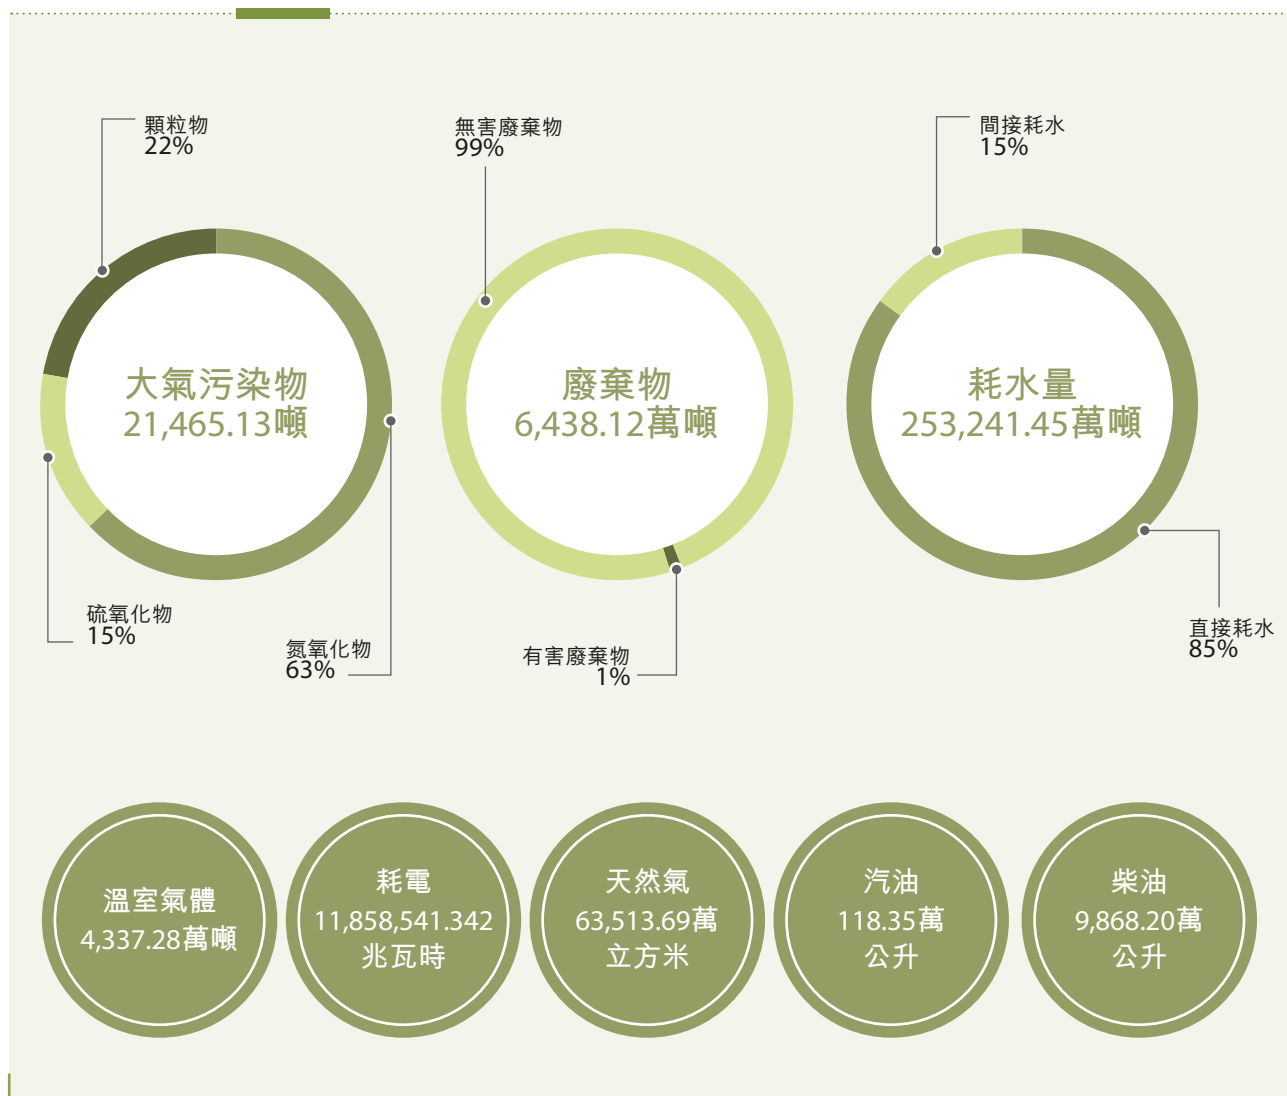 顆粒物
22%
無害廢棄物
99%
間接耗水
15%
大氣污染物
21,465.13噸
廢棄物
6,438.12萬噸
耗水量
253,241.45萬噸
硫氧化物
15%
氮氧化物
63%
有害廢棄物
1%
直接耗水
85%
溫室氣體
4,337.28萬噸
耗電
11,858,541.342
兆瓦時
天然氣
63,513.69萬
立方米
汽油
118.35萬
公升
柴油
9,868.20萬
公升